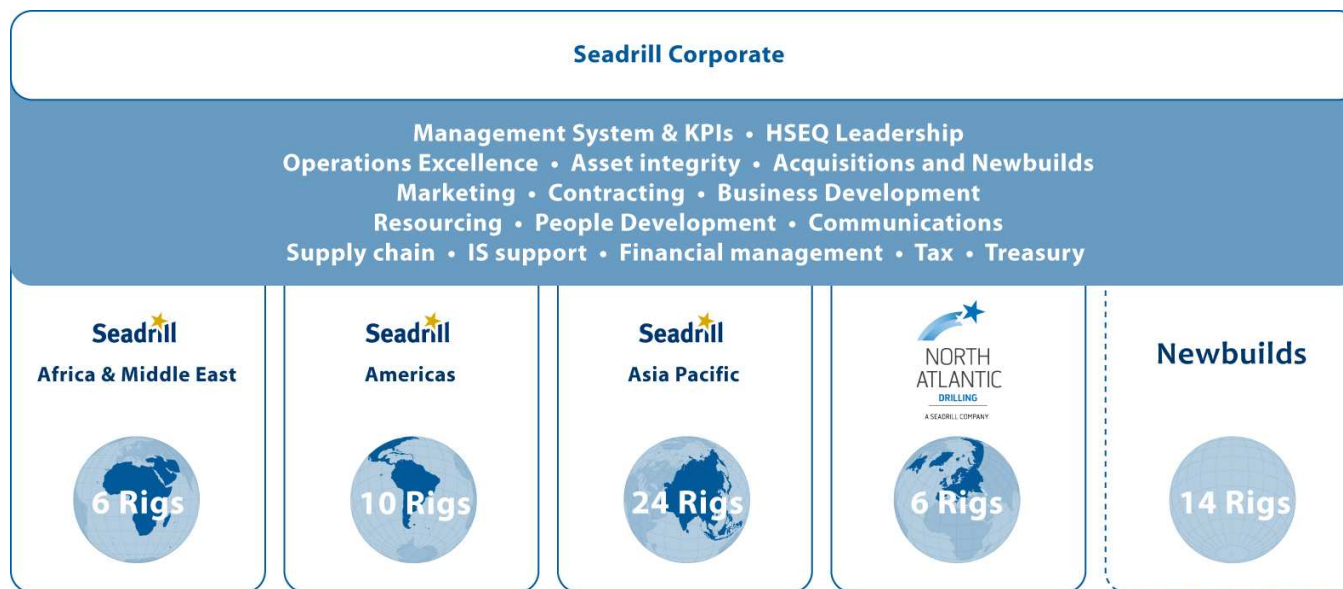 Seadrill Corporate
Management System & KPIs • HSEQ Leadership
Operations Excellence • Asset integrity • Acquisitions and Newbuilds
Marketing • Contracting • Business Development
Resourcing • People Development • Communications
Supply chain • IS support • Financial management • Tax • Treasury
Seadrill
Africa & Middle East
6 Rigs
Seadrill
Americas
10 Rigs
Seadrill
Asia Pacific
24 Rigs
NORTH
ATLANTIC
DRILLING
A SEADRILL COMPANY
6 Rigs
Newbuilds
14 Rigs